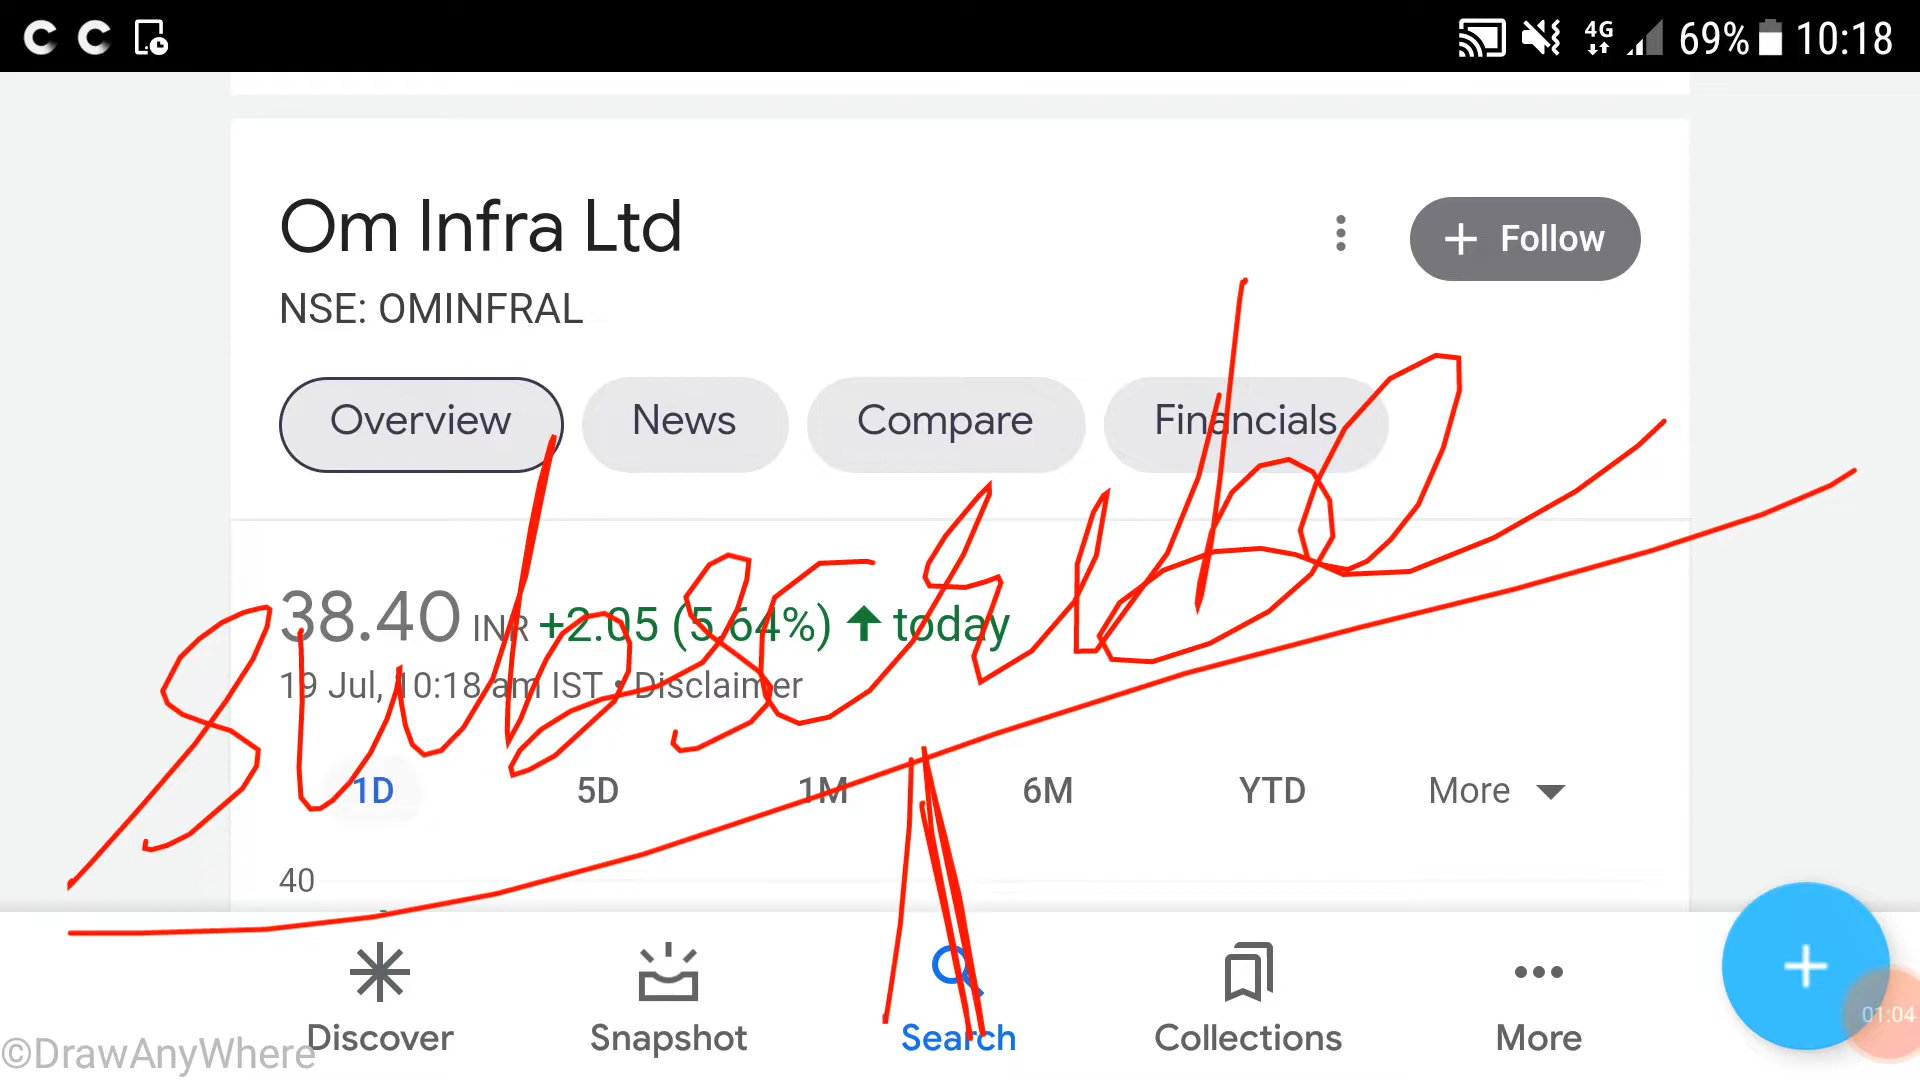 69% 10:18
Om Infra Ltd
+ Follow
NSE: OMINFRAL
Overview News Compare Financials
38.40 INR +2.05 (5.64%) ↑ today
19 Jul, 10:18 am IST • Disclaimer
subscribe
1D 5D 1M 6M YTD More
40
Discover Snapshot Search Collections More
01:04
©DrawAnyWhere
4G
C C